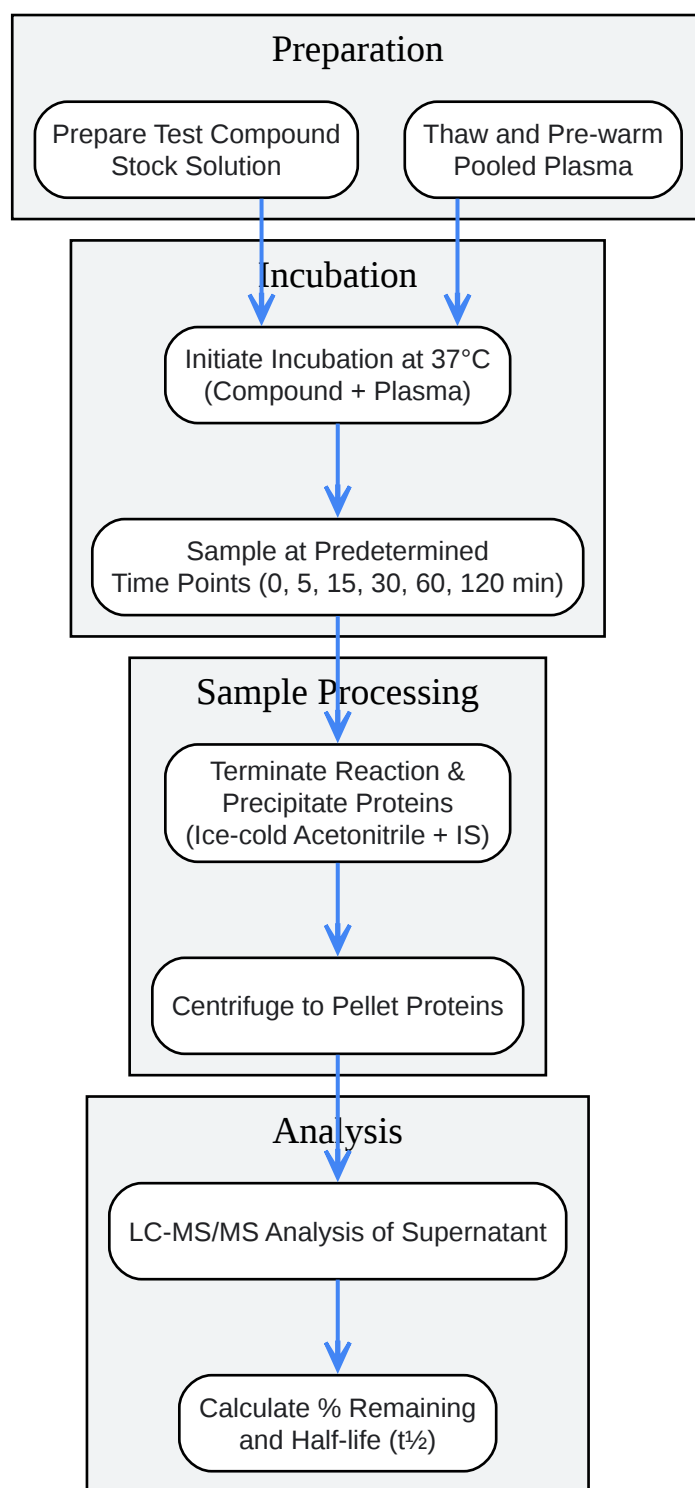 Preparation
Prepare Test Compound
Stock Solution
Thaw and Pre-warm
Pooled Plasma
Incubation
Initiate Incubation at 37°C
(Compound + Plasma)
Sample at Predetermined
Time Points (0, 5, 15, 30, 60, 120 min)
Sample Processing
Terminate Reaction &
Precipitate Proteins
(Ice-cold Acetonitrile + IS)
Centrifuge to Pellet Proteins
Analysis
LC-MS/MS Analysis of Supernatant
Calculate % Remaining
and Half-life (t½)